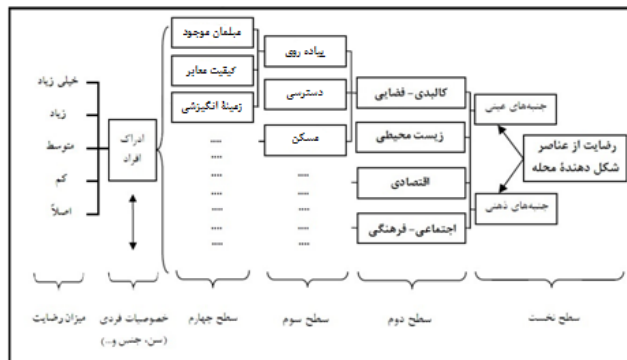 رضایت از عناصر
شکل دهندهٔ محله
جنبه‌های عینی
جنبه‌های ذهنی
کالبدی- فضایی
زیست محیطی
اقتصادی
اجتماعی- فرهنگی
پیاده روی
دسترسی
مسکن
....
....
....
....
....
....
مبلمان موجود
کیفیت معابر
زمینهٔ انگیزشی
....
....
....
....
....
....
....
....
ادراک
افراد
خیلی زیاد
زیاد
متوسط
کم
اصلاً
سطح نخست
سطح دوم
سطح سوم
سطح چهارم
خصوصیات فردی
(سن، جنس و...)
میزان رضایت